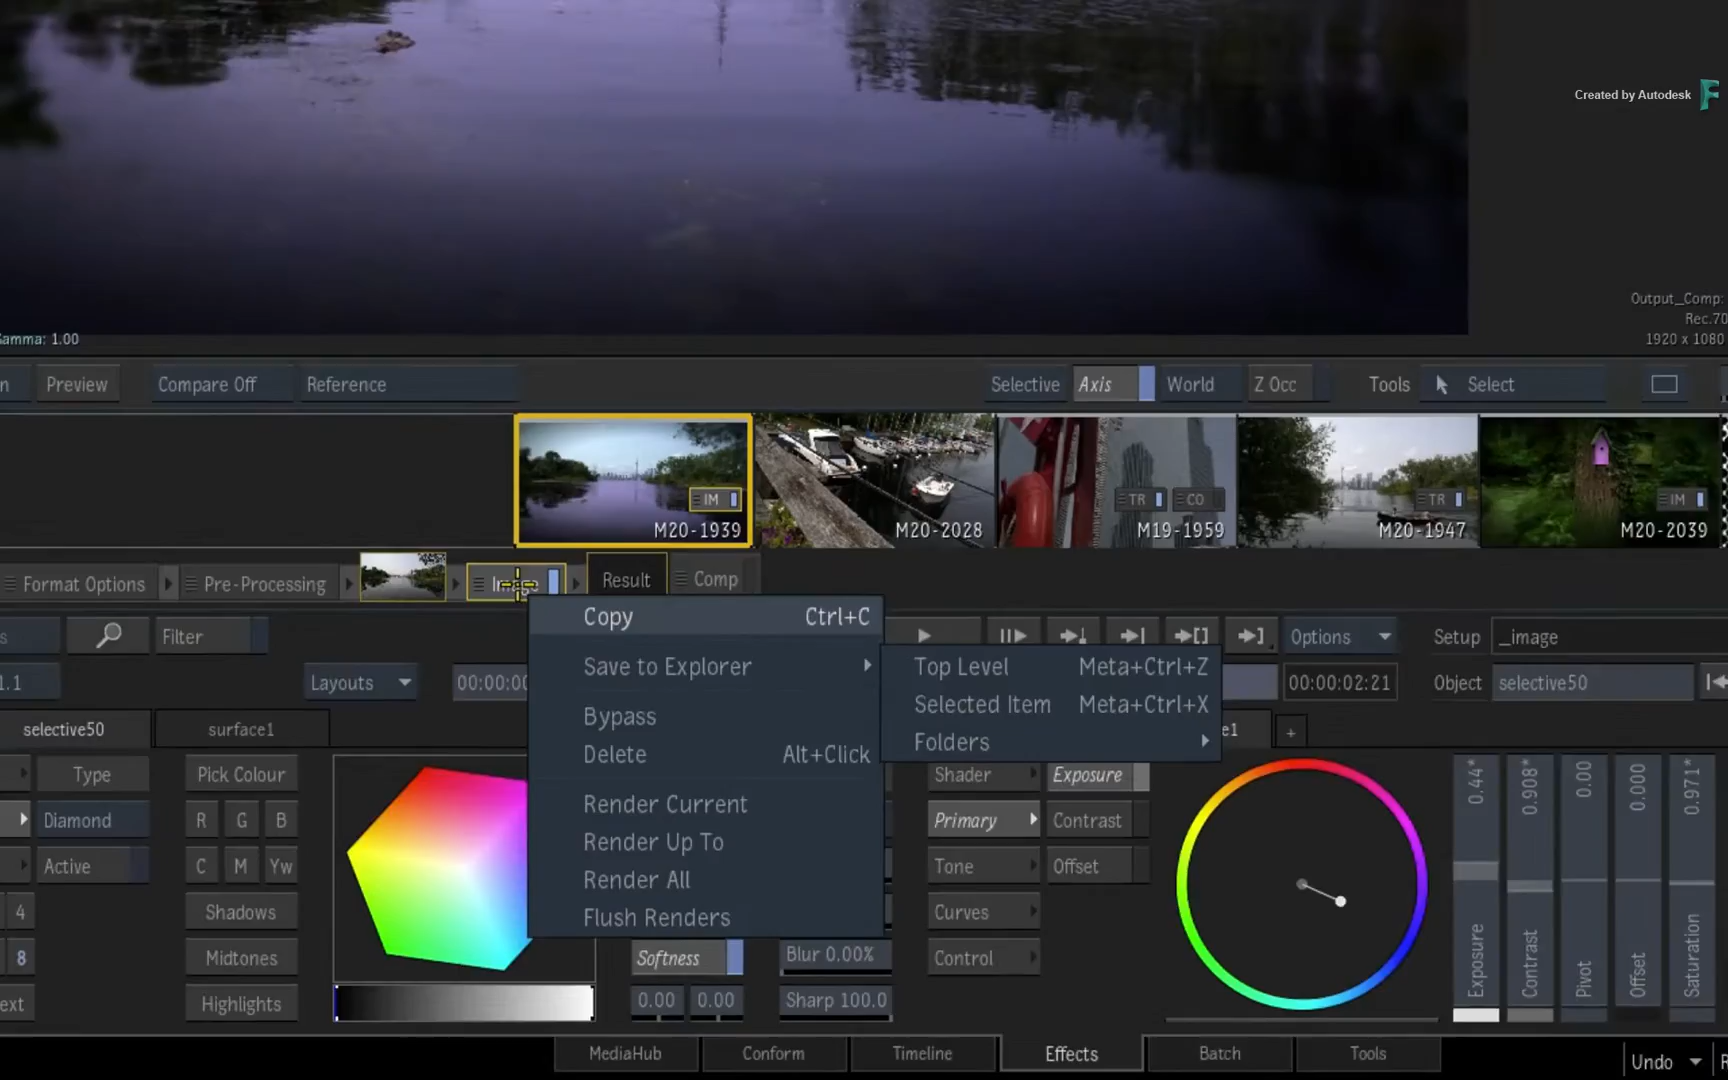 Created by Autodesk
Output_Comp:
Rec.70
1920 x 1080
Gamma: 1.00
n
Preview
Compare Off
Reference
Selective
Axis
World
Z Occ
Tools
Select
IM
M20-1939
M20-2028
TR
CO
M19-1959
TR
M20-1947
IM
M20-2039
Format Options
Pre-Processing
Image
Result
Comp
s
Filter
Copy Ctrl+C
Save to Explorer
Bypass
Delete Alt+Click
Render Current
Render Up To
Render All
Flush Renders
Top Level Meta+Ctrl+Z
Selected Item Meta+Ctrl+X
Folders
Options
Setup
_image
1.1
Layouts
00:00:00
00:00:02:21
Object
selective50
selective50
surface1
e1
+
Type
Pick Colour
Shader
Exposure
Diamond
R
G
B
Primary
Contrast
Active
C
M
Yw
Tone
Offset
4
Shadows
Curves
8
Midtones
Softness
Blur 0.00%
Control
ext
Highlights
0.00
0.00
Sharp 100.0
0.44*
0.908*
0.00
0.000
0.971*
Exposure
Contrast
Pivot
Offset
Saturation
MediaHub
Conform
Timeline
Effects
Batch
Tools
Undo